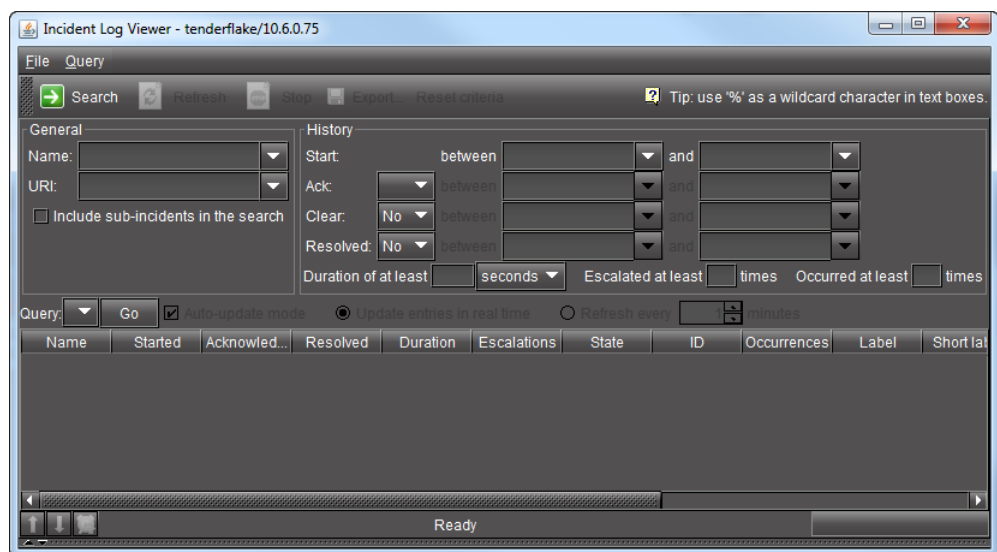 Incident Log Viewer - tenderflake/10.6.0.75
File Query
Search Refresh Stop Export... Reset criteria Tip: use '%' as a wildcard character in text boxes.
General
Name:
URI:
Include sub-incidents in the search
History
Start: between and
Ack: between and
Clear: No between and
Resolved: No between and
Duration of at least seconds Escalated at least times Occurred at least times
Query: Go Auto-update mode Update entries in real time Refresh every 1 minutes
Name Started Acknowled... Resolved Duration Escalations State ID Occurrences Label Short lab
Ready